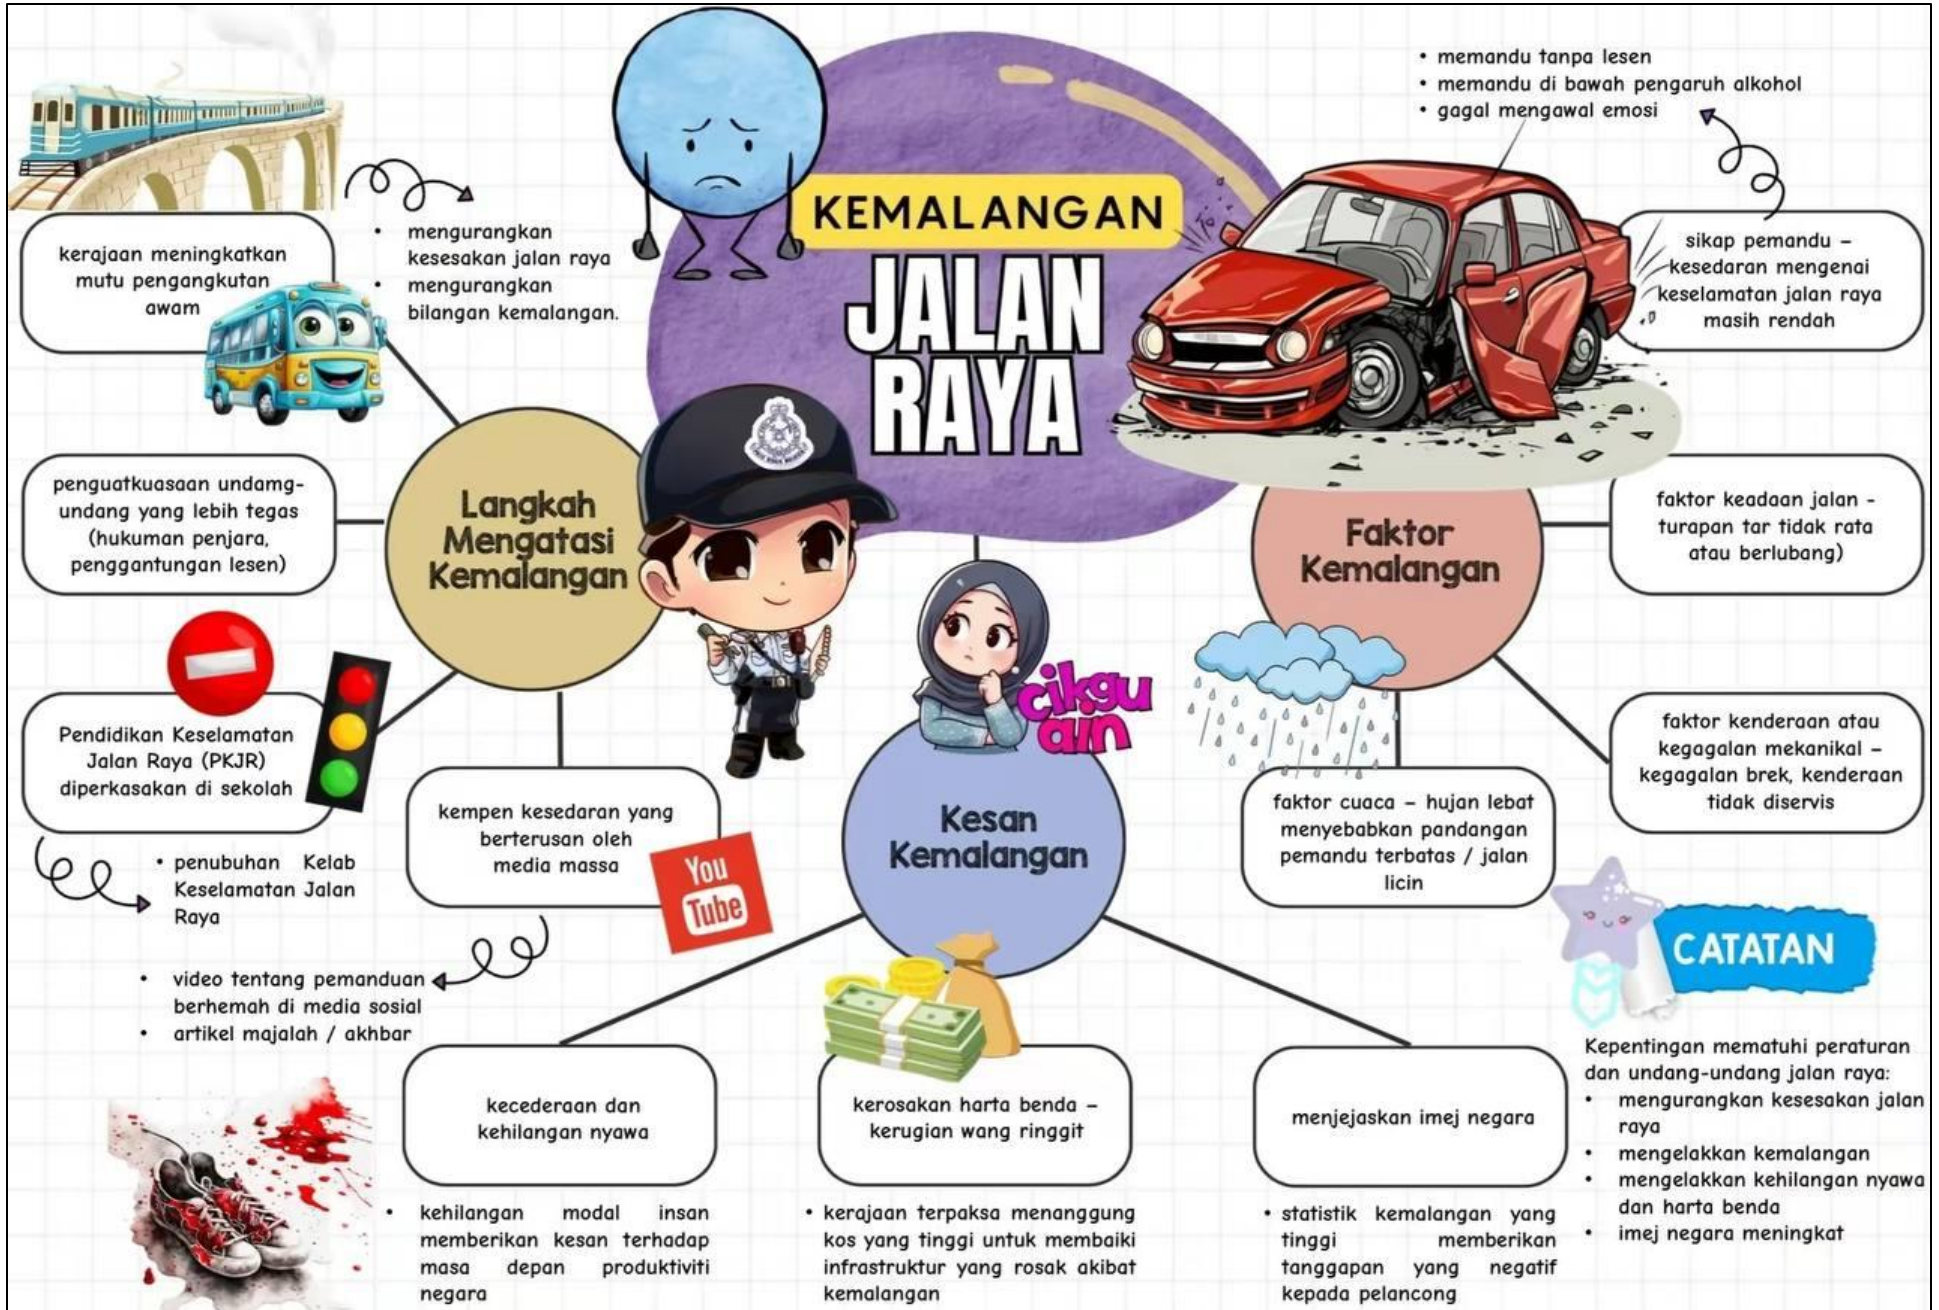 KEMALANGAN
JALAN
RAYA
kerajaan meningkatkan
mutu pengangkutan
awam
• mengurangkan
kesesakan jalan raya
• mengurangkan
bilangan kemalangan.
Langkah
Mengatasi
Kemalangan
penguatkuasaan undamg-
undang yang lebih tegas
(hukuman penjara,
penggantungan lesen)
Pendidikan Keselamatan
Jalan Raya (PKJR)
diperkasakan di sekolah
• penubuhan Kelab
Keselamatan Jalan
Raya
kempen kesedaran yang
berterusan oleh
media massa
You
Tube
• video tentang pemanduan
berhemah di media sosial
• artikel majalah / akhbar
• memandu tanpa lesen
• memandu di bawah pengaruh alkohol
• gagal mengawal emosi
sikap pemandu –
kesedaran mengenai
keselamatan jalan raya
masih rendah
Faktor
Kemalangan
faktor keadaan jalan -
turapan tar tidak rata
atau berlubang)
faktor kenderaan atau
kegagalan mekanikal –
kegagalan brek, kenderaan
tidak diservis
faktor cuaca – hujan lebat
menyebabkan pandangan
pemandu terbatas / jalan
licin
cikgu
ain
Kesan
Kemalangan
kecederaan dan
kehilangan nyawa
• kehilangan modal insan
memberikan kesan terhadap
masa depan produktiviti
negara
kerosakan harta benda –
kerugian wang ringgit
• kerajaan terpaksa menanggung
kos yang tinggi untuk membaiki
infrastruktur yang rosak akibat
kemalangan
menjejaskan imej negara
• statistik kemalangan yang
tinggi memberikan
tanggapan yang negatif
kepada pelancong
CATATAN
Kepentingan mematuhi peraturan
dan undang-undang jalan raya:
• mengurangkan kesesakan jalan
raya
• mengelakkan kemalangan
• mengelakkan kehilangan nyawa
dan harta benda
• imej negara meningkat